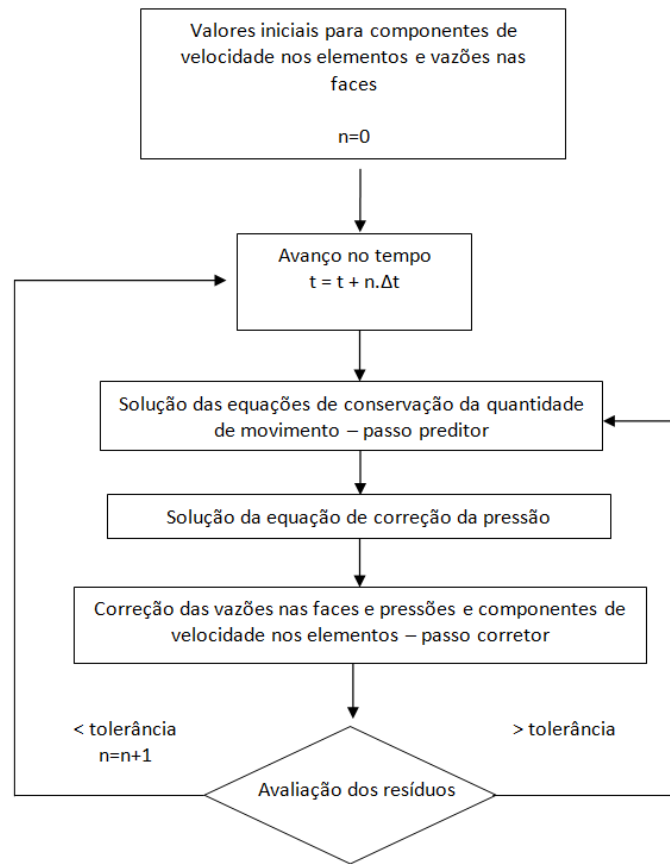 Valores iniciais para componentes de
velocidade nos elementos e vazões nas
faces
n=0
Avanço no tempo
t = t + n.Δt
Solução das equações de conservação da quantidade
de movimento – passo preditor
Solução da equação de correção da pressão
Correção das vazões nas faces e pressões e componentes de
velocidade nos elementos – passo corretor
< tolerância
n=n+1
> tolerância
Avaliação dos resíduos